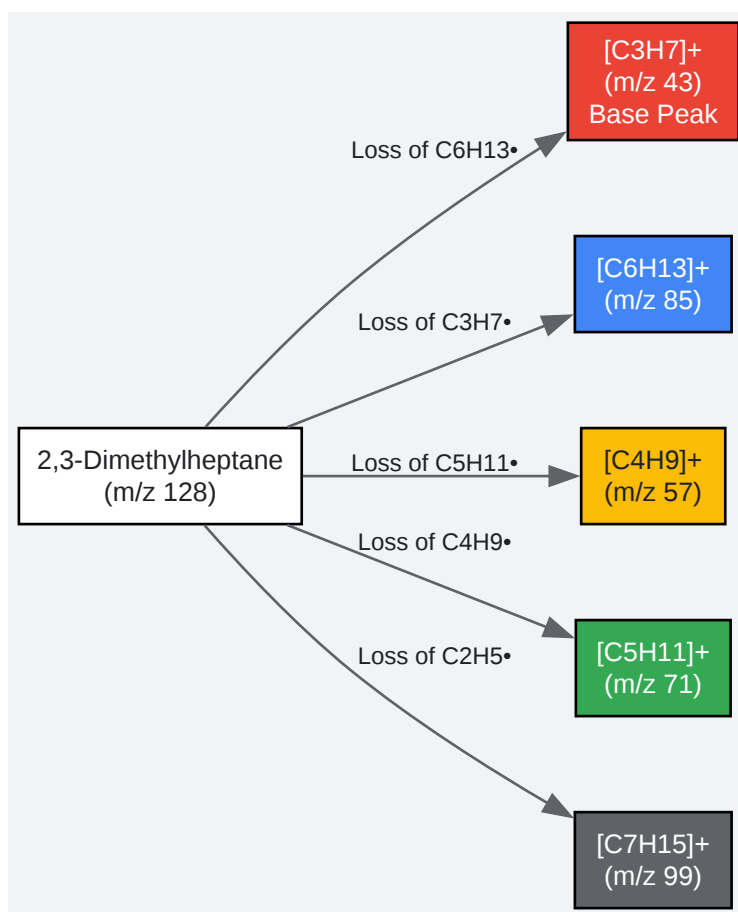 [C3H7]+
(m/z 43)
Base Peak
Loss of C6H13•
[C6H13]+
(m/z 85)
Loss of C3H7•
2,3-Dimethylheptane
(m/z 128)
Loss of C5H11•
[C4H9]+
(m/z 57)
Loss of C4H9•
[C5H11]+
(m/z 71)
Loss of C2H5•
[C7H15]+
(m/z 99)